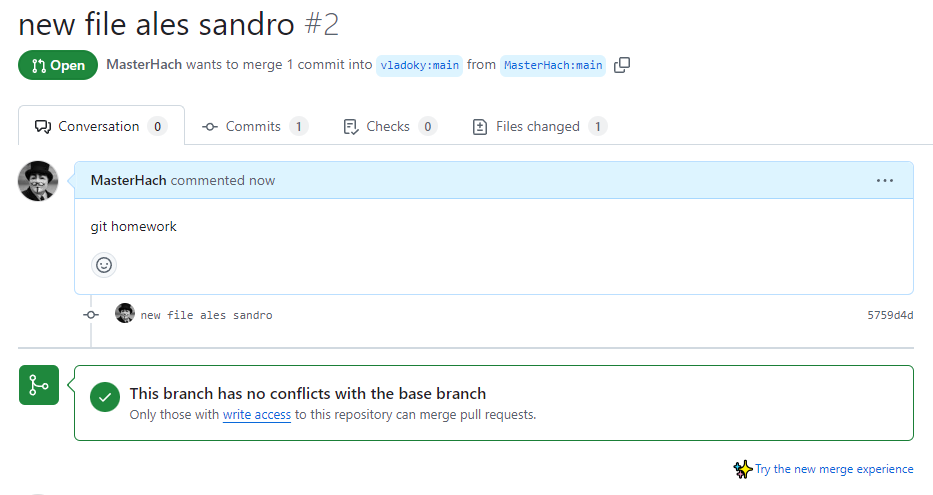 new file ales sandro #2
Open MasterHach wants to merge 1 commit into vladoky:main from MasterHach:main
Conversation 0 Commits 1 Checks 0 Files changed 1
MasterHach commented now
git homework
new file ales sandro 5759d4d
This branch has no conflicts with the base branch
Only those with write access to this repository can merge pull requests.
Try the new merge experience